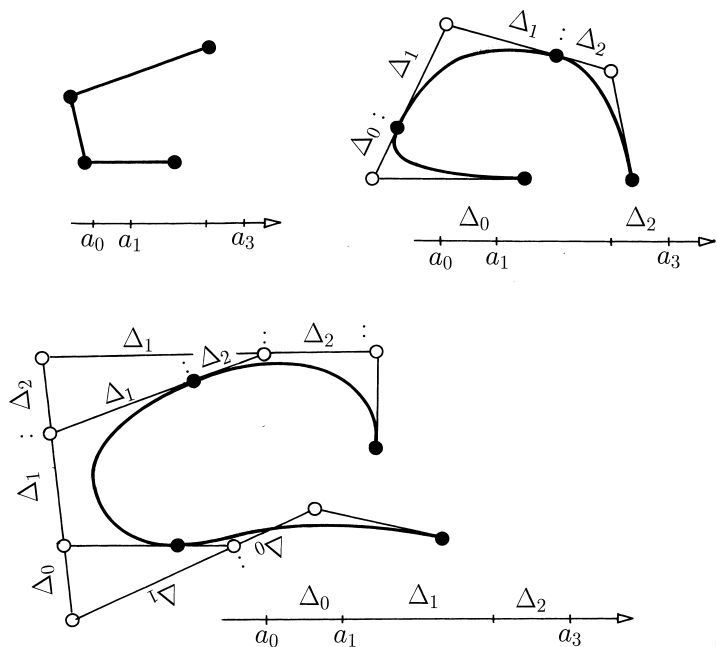 a₀ a₁ a₃
Δ₁ : Δ₂
Δ₁
:
Δ₀
Δ₀ Δ₂
a₀ a₁ a₃
Δ₁ : Δ₂ :
: Δ₂
Δ₂ Δ₁
:
Δ₁
Δ₀ Δ₀
:
Δ₁
Δ₀ Δ₁ Δ₂
a₀ a₁ a₃